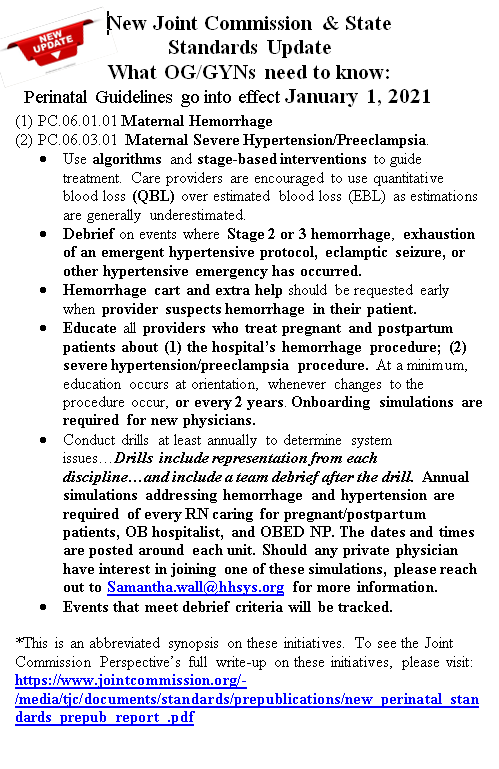 NEW
UPDATE
New Joint Commission & State
Standards Update
What OG/GYNs need to know:
Perinatal Guidelines go into effect January 1, 2021
(1) PC.06.01.01 Maternal Hemorrhage
(2) PC.06.03.01 Maternal Severe Hypertension/Preeclampsia.
• Use algorithms and stage-based interventions to guide
treatment. Care providers are encouraged to use quantitative
blood loss (QBL) over estimated blood loss (EBL) as estimations
are generally underestimated.
• Debrief on events where Stage 2 or 3 hemorrhage, exhaustion
of an emergent hypertensive protocol, eclamptic seizure, or
other hypertensive emergency has occurred.
• Hemorrhage cart and extra help should be requested early
when provider suspects hemorrhage in their patient.
• Educate all providers who treat pregnant and postpartum
patients about (1) the hospital's hemorrhage procedure; (2)
severe hypertension/preeclampsia procedure. At a minimum,
education occurs at orientation, whenever changes to the
procedure occur, or every 2 years. Onboarding simulations are
required for new physicians.
• Conduct drills at least annually to determine system
issues…Drills include representation from each
discipline…and include a team debrief after the drill. Annual
simulations addressing hemorrhage and hypertension are
required of every RN caring for pregnant/postpartum
patients, OB hospitalist, and OBED NP. The dates and times
are posted around each unit. Should any private physician
have interest in joining one of these simulations, please reach
out to Samantha.wall@hhsys.org for more information.
• Events that meet debrief criteria will be tracked.
*This is an abbreviated synopsis on these initiatives. To see the Joint
Commission Perspective's full write-up on these initiatives, please visit:
https://www.jointcommission.org/-
/media/tjc/documents/standards/prepublications/new_perinatal_stan
dards_prepub_report_.pdf